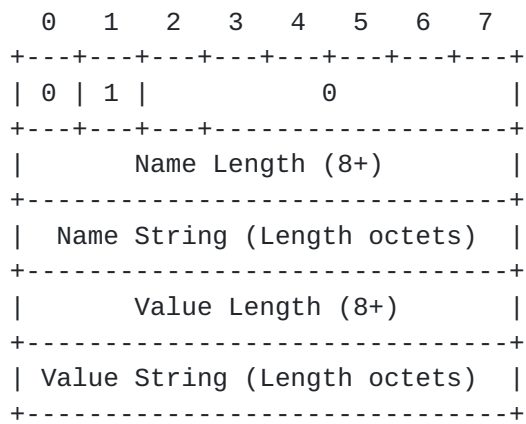 0 1 2 3 4 5 6 7
| 0 | 1 | 0 |
| Name Length (8+) |
| Name String (Length octets) |
| Value Length (8+) |
| Value String (Length octets) |